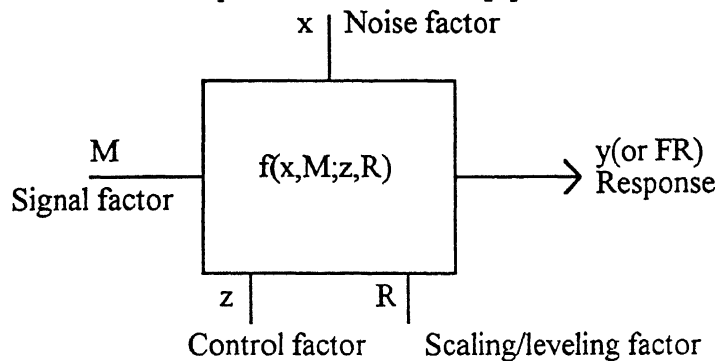 x Noise factor
M
f(x,M;z,R)
y(or FR)
Signal factor
Response
z
R
Control factor
Scaling/leveling factor